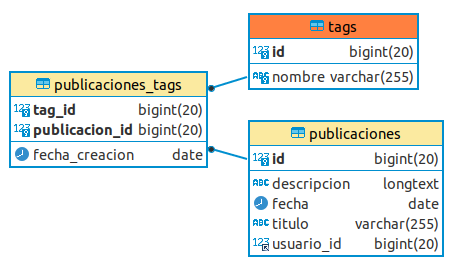 tags
123 id bigint(20)
ABC nombre varchar(255)
publicaciones_tags
123 tag_id bigint(20)
123 publicacion_id bigint(20)
fecha_creacion date
publicaciones
123 id bigint(20)
ABC descripcion longtext
fecha date
ABC titulo varchar(255)
123 usuario_id bigint(20)